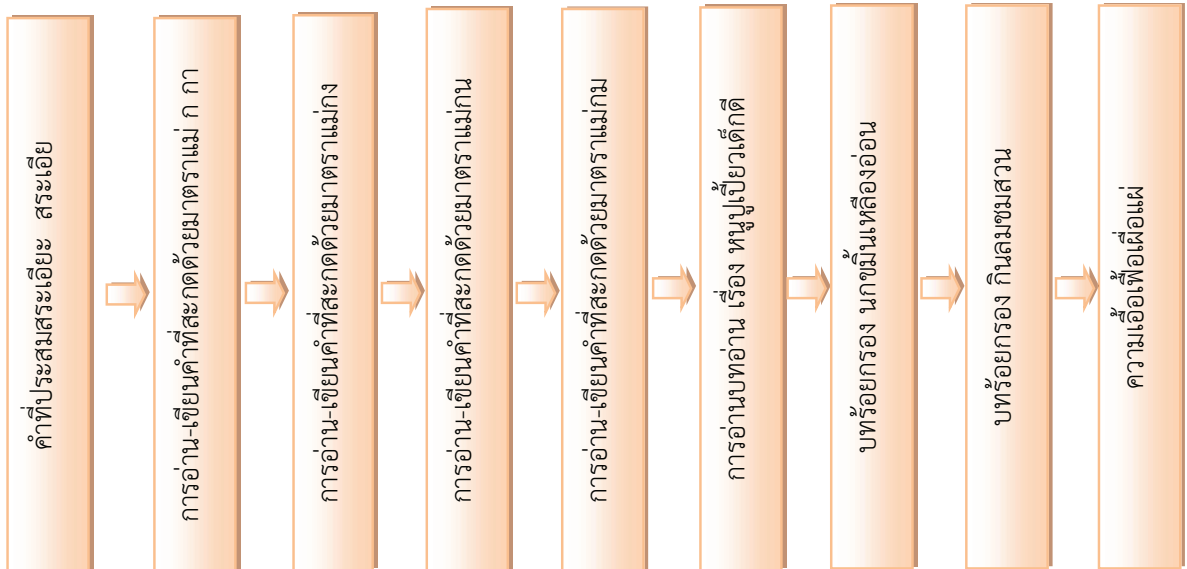 คำที่ประสมสระเอียะ  สระเอีย
การอ่าน-เขียนคำที่สะกดด้วยมาตราแม่ ก กา
การอ่าน-เขียนคำที่สะกดด้วยมาตราแม่กง
การอ่าน-เขียนคำที่สะกดด้วยมาตราแม่กน
การอ่าน-เขียนคำที่สะกดด้วยมาตราแม่กม
การอ่านบทอ่าน เรื่อง หนูปูเปี้ยวเด็กดี
บทร้อยกรอง นกขมิ้นเหลืองอ่อน
บทร้อยกรอง กินลมชมสวน
ความเอื้อเฟื้อเผื่อแผ่